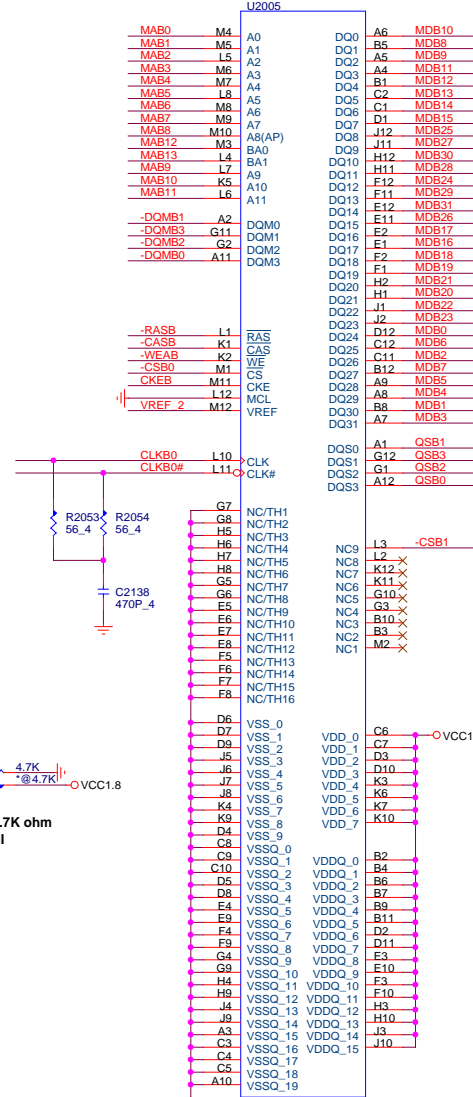 U2005
MAB0 M4 A0 DQ0 A6 MDB10
MAB1 M5 A1 DQ1 B5 MDB8
MAB2 L5 A2 DQ2 A5 MDB9
MAB3 M6 A3 DQ3 A4 MDB11
MAB4 M7 A4 DQ4 B1 MDB12
MAB5 L8 A5 DQ5 C2 MDB13
MAB6 M8 A6 DQ6 C1 MDB14
MAB7 M9 A7 DQ7 D1 MDB15
MAB8 M10 A8(AP) DQ8 J12 MDB25
MAB12 M3 BA0 DQ9 J11 MDB27
MAB13 L4 BA1 DQ10 H12 MDB30
MAB9 L7 A9 DQ11 H11 MDB28
MAB10 K5 A10 DQ12 F12 MDB24
MAB11 L6 A11 DQ13 F11 MDB29
DQ14 E12 MDB31
-DQMB1 A2 DQM0 DQ15 E11 MDB26
-DQMB3 G11 DQM1 DQ16 E2 MDB17
-DQMB2 G2 DQM2 DQ17 E1 MDB16
-DQMB0 A11 DQM3 DQ18 F2 MDB18
DQ19 F1 MDB19
DQ20 H2 MDB21
DQ21 H1 MDB20
DQ22 J1 MDB22
DQ23 J2 MDB23
-RASB L1 RAS DQ24 D12 MDB0
-CASB K1 CAS DQ25 C12 MDB6
-WEAB K2 WE DQ26 C11 MDB2
-CSB0 M1 CS DQ27 B12 MDB7
CKEB M11 CKE DQ28 A9 MDB5
L12 MCL DQ29 A8 MDB4
VREF_2 M12 VREF DQ30 B8 MDB1
DQ31 A7 MDB3
DQS0 A1 QSB1
CLKB0 L10 CLK DQS1 G12 QSB3
CLKB0# L11 CLK# DQS2 G1 QSB2
DQS3 A12 QSB0
R2053 R2054
56_4 56_4
C2138
470P_4
G7 NC/TH1
G8 NC/TH2
H5 NC/TH3
H6 NC/TH4 NC9 L3 -CSB1
H7 NC/TH5 NC8 L2
H8 NC/TH6 NC7 K12
G5 NC/TH7 NC6 K11
G6 NC/TH8 NC5 G10
E5 NC/TH9 NC4 G3
E6 NC/TH10 NC3 B10
E7 NC/TH11 NC2 B3
E8 NC/TH12 NC1 M2
F5 NC/TH13
F6 NC/TH14
F7 NC/TH15
F8 NC/TH16
D6 VSS_0 VDD_0 C6 VCC1
D7 VSS_1 VDD_1 C7
D9 VSS_2 VDD_2 D3
J5 VSS_3 VDD_3 D10
J6 VSS_4 VDD_4 K3
J7 VSS_5 VDD_5 K6
J8 VSS_6 VDD_6 K7
K4 VSS_7 VDD_7 K10
K9 VSS_8
D4 VSS_9
C8 VSSQ_0
C9 VSSQ_1 VDDQ_0 B2
C10 VSSQ_2 VDDQ_1 B4
D5 VSSQ_3 VDDQ_2 B6
D8 VSSQ_4 VDDQ_3 B7
E4 VSSQ_5 VDDQ_4 B9
E9 VSSQ_6 VDDQ_5 B11
F4 VSSQ_7 VDDQ_6 D2
F9 VSSQ_8 VDDQ_7 D11
G4 VSSQ_9 VDDQ_8 E3
G9 VSSQ_10 VDDQ_9 E10
H4 VSSQ_11 VDDQ_10 F3
H9 VSSQ_12 VDDQ_11 F10
J4 VSSQ_13 VDDQ_12 H3
J9 VSSQ_14 VDDQ_13 H10
A3 VSSQ_15 VDDQ_14 J3
C3 VSSQ_16 VDDQ_15 J10
C4 VSSQ_17
C5 VSSQ_18
A10 VSSQ_19
4.7K
*@4.7K VCC1.8
.7K ohm